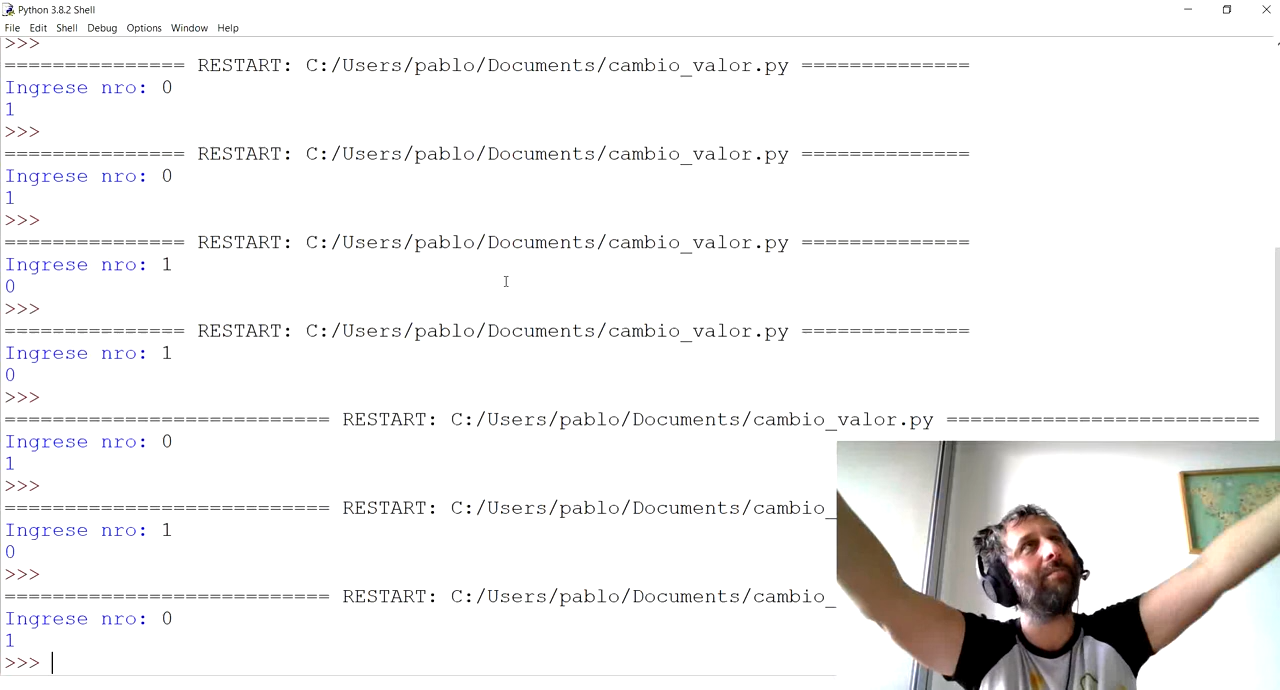 Python 3.8.2 Shell
File Edit Shell Debug Options Window Help
>>>
=============== RESTART: C:/Users/pablo/Documents/cambio_valor.py ==============
Ingrese nro: 0
1
>>>
=============== RESTART: C:/Users/pablo/Documents/cambio_valor.py ==============
Ingrese nro: 0
1
>>>
=============== RESTART: C:/Users/pablo/Documents/cambio_valor.py ==============
Ingrese nro: 1
0
>>>
=============== RESTART: C:/Users/pablo/Documents/cambio_valor.py ==============
Ingrese nro: 1
0
>>>
=========================== RESTART: C:/Users/pablo/Documents/cambio_valor.py ==========================
Ingrese nro: 0
1
>>>
=========================== RESTART: C:/Users/pablo/Documents/cambio_
Ingrese nro: 1
0
>>>
=========================== RESTART: C:/Users/pablo/Documents/cambio_
Ingrese nro: 0
1
>>>